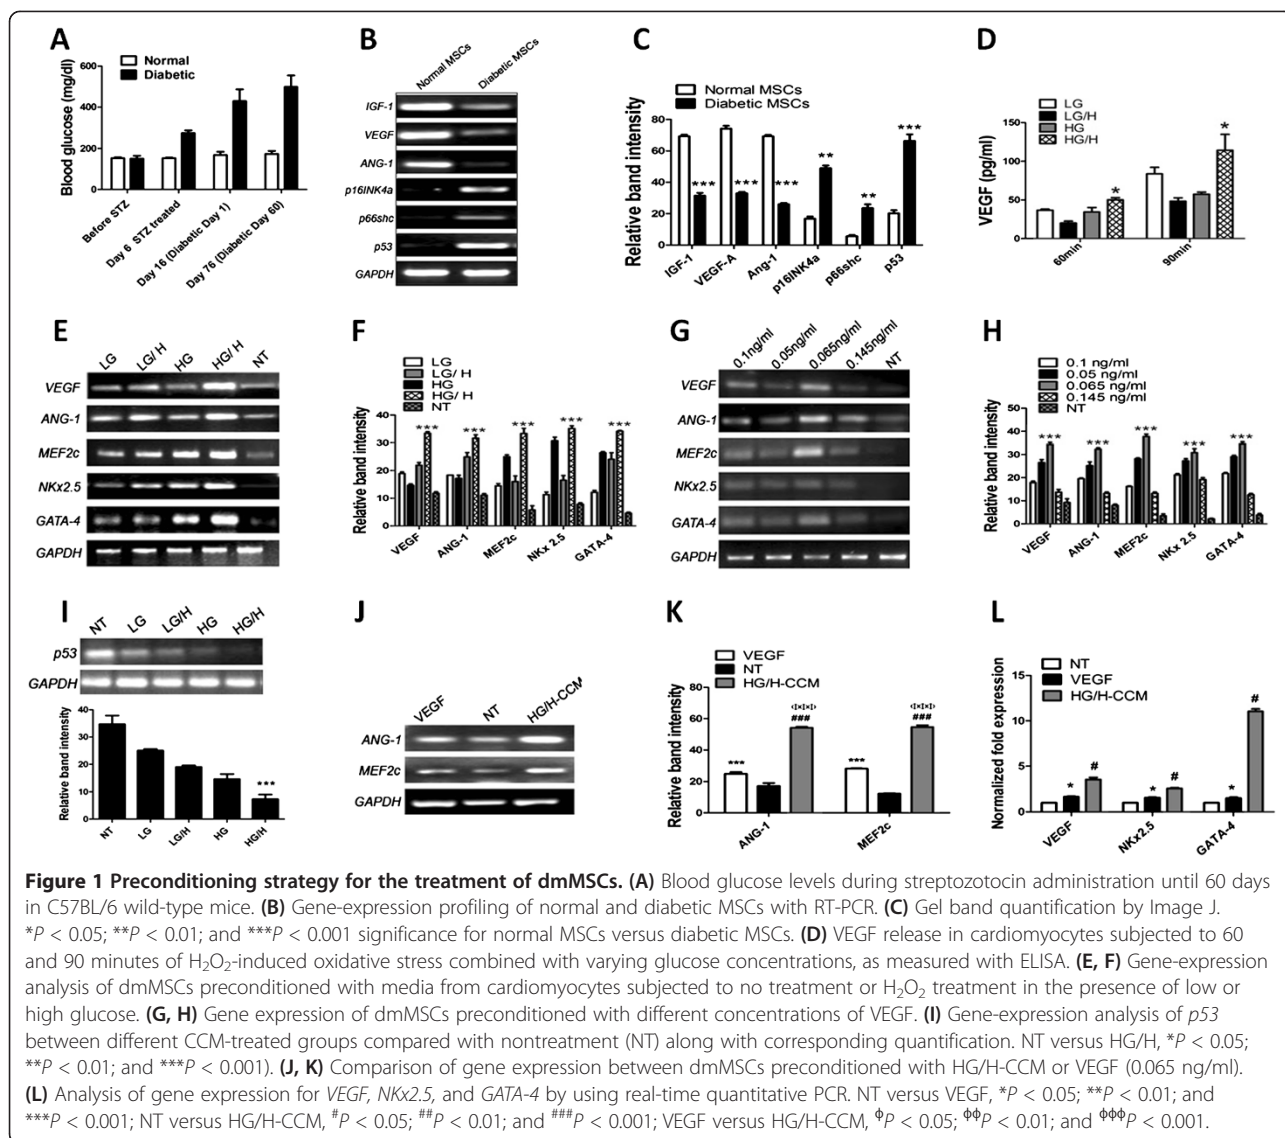 A
Normal
Diabetic
Blood glucose (mg/dl)
600
400
200
0
Before STZ
Day 6 STZ treated
Day 16 (Diabetic Day 1)
Day 76 (Diabetic Day 60)
B
Normal MSCs
Diabetic MSCs
IGF-1
VEGF
ANG-1
p16INK4a
p66shc
p53
GAPDH
C
Normal MSCs
Diabetic MSCs
Relative band intensity
80
60
40
20
0
*** *** *** ** ** ***
IGF-1
VEGF-A
Ang-1
p16INK4a
p66shc
p53
D
LG
LG/H
HG
HG/H
VEGF (pg/ml)
150
100
50
0
* *
60min
90min
E
LG LG/ H HG HG/ H NT
VEGF
ANG-1
MEF2c
NKx2.5
GATA-4
GAPDH
F
LG
LG/ H
HG
HG/ H
NT
Relative band intensity
40
30
20
10
0
*** *** *** *** ***
VEGF
ANG-1
MEF2c
NKx 2.5
GATA-4
G
0.1ng/ml 0.05ng/ml 0.065ng/ml 0.145ng/ml NT
VEGF
ANG-1
MEF2c
NKX2.5
GATA-4
GAPDH
H
0.1 ng/ml
0.05 ng/ml
0.065 ng/ml
0.145 ng/ml
NT
Relative band intensity
50
40
30
20
10
0
*** *** *** *** ***
VEGF
ANG-1
MEF2c
NKx 2.5
GATA-4
I
NT LG LG/H HG HG/H
p53
GAPDH
Relative band intensity
40
30
20
10
0
***
NT
LG
LG/H
HG
HG/H
J
VEGF NT HG/H-CCM
ANG-1
MEF2c
GAPDH
K
VEGF
NT
HG/H-CCM
Relative band intensity
80
60
40
20
0
*** ΦΦΦ ### *** ΦΦΦ ###
ANG-1
MEF2c
L
NT
VEGF
HG/H-CCM
Normalized fold expression
15
10
5
0
* # * # * #
VEGF
NKx2.5
GATA-4
Figure 1 Preconditioning strategy for the treatment of dmMSCs. (A) Blood glucose levels during streptozotocin administration until 60 days
in C57BL/6 wild-type mice. (B) Gene-expression profiling of normal and diabetic MSCs with RT-PCR. (C) Gel band quantification by Image J.
*P < 0.05; **P < 0.01; and ***P < 0.001 significance for normal MSCs versus diabetic MSCs. (D) VEGF release in cardiomyocytes subjected to 60
and 90 minutes of H₂O₂-induced oxidative stress combined with varying glucose concentrations, as measured with ELISA. (E, F) Gene-expression
analysis of dmMSCs preconditioned with media from cardiomyocytes subjected to no treatment or H₂O₂ treatment in the presence of low or
high glucose. (G, H) Gene expression of dmMSCs preconditioned with different concentrations of VEGF. (I) Gene-expression analysis of p53
between different CCM-treated groups compared with nontreatment (NT) along with corresponding quantification. NT versus HG/H, *P < 0.05;
**P < 0.01; and ***P < 0.001). (J, K) Comparison of gene expression between dmMSCs preconditioned with HG/H-CCM or VEGF (0.065 ng/ml).
(L) Analysis of gene expression for VEGF, NKx2.5, and GATA-4 by using real-time quantitative PCR. NT versus VEGF, *P < 0.05; **P < 0.01; and
***P < 0.001; NT versus HG/H-CCM, #P < 0.05; ##P < 0.01; and ###P < 0.001; VEGF versus HG/H-CCM, ϕP < 0.05; ϕϕP < 0.01; and ϕϕϕP < 0.001.